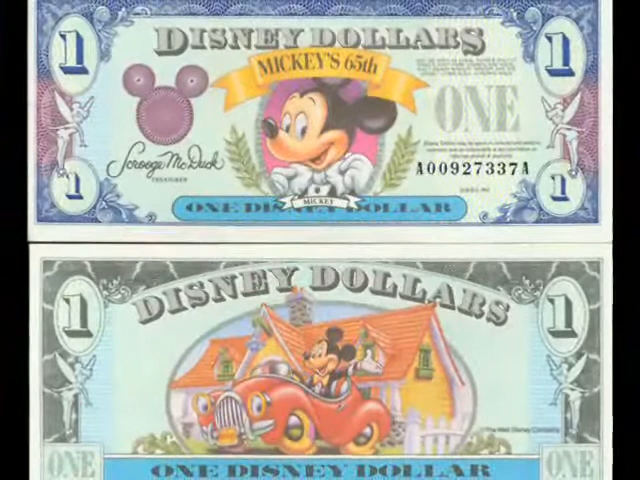 1 DISNEY DOLLARS 1
MICKEY'S 65th
ONE
Scrooge McDuck
TREASURER
A00927337A
1 MICKEY 1
ONE DISNEY DOLLAR
DISNEY DOLLARS
1 1
© The Walt Disney Company
ONE ONE DISNEY DOLLAR ONE